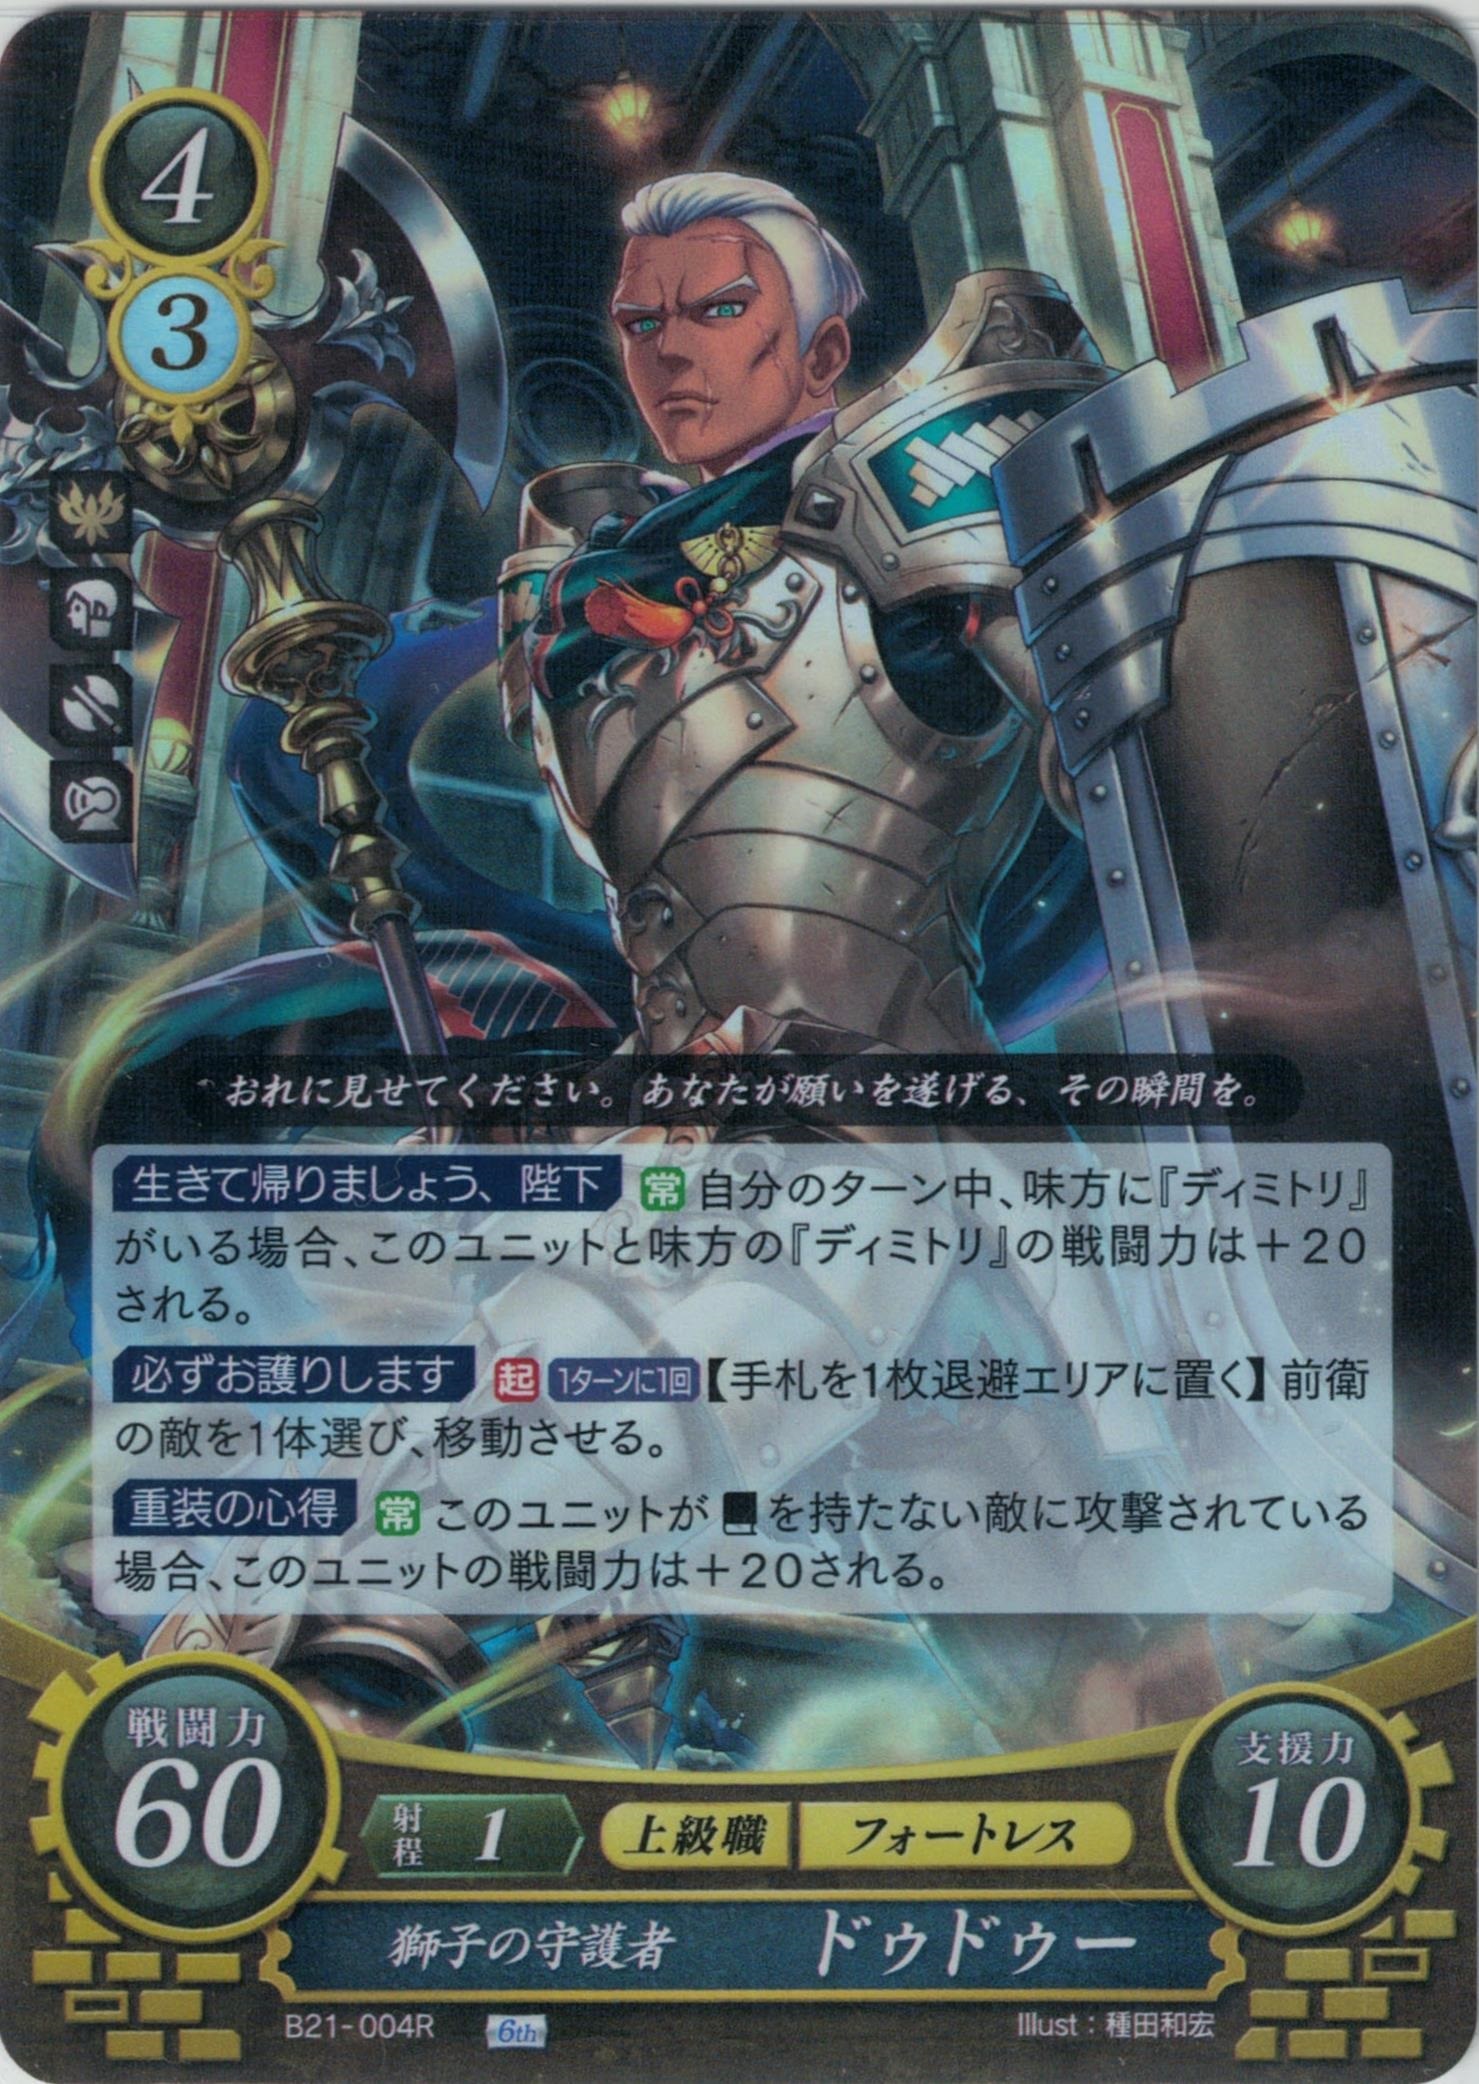 4
3
おれに見せてください。あなたが願いを遂げる、その瞬間を。
生きて帰りましょう、陛下 常 自分のターン中、味方に『ディミトリ』
がいる場合、このユニットと味方の『ディミトリ』の戦闘力は＋20
される。
必ずお護りします 起 1ターンに1回【手札を1枚退避エリアに置く】前衛
の敵を1体選び、移動させる。
重装の心得 常 このユニットが を持たない敵に攻撃されている
場合、このユニットの戦闘力は＋20される。
戦闘力
60
射程 1
上級職 フォートレス
支援力
10
獅子の守護者 ドゥドゥー
B21-004R 6th Illust：種田和宏